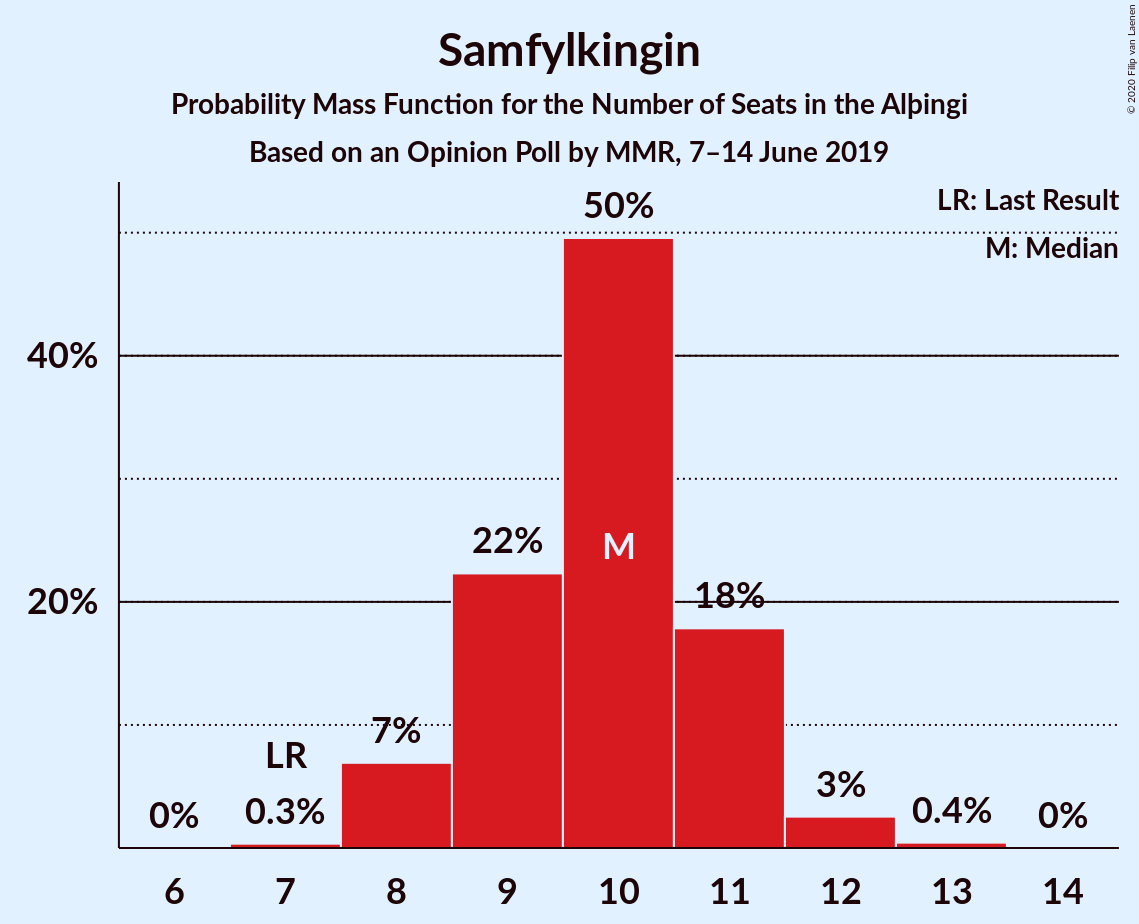 Samfylkingin
Probability Mass Function for the Number of Seats in the Alþingi
Based on an Opinion Poll by MMR, 7–14 June 2019
© 2020 Filip van Laenen
LR: Last Result
M: Median
50%
40%
22%
M
20%
18%
7%
LR
0%
0.3%
3%
0.4%
0%
6 7 8 9 10 11 12 13 14